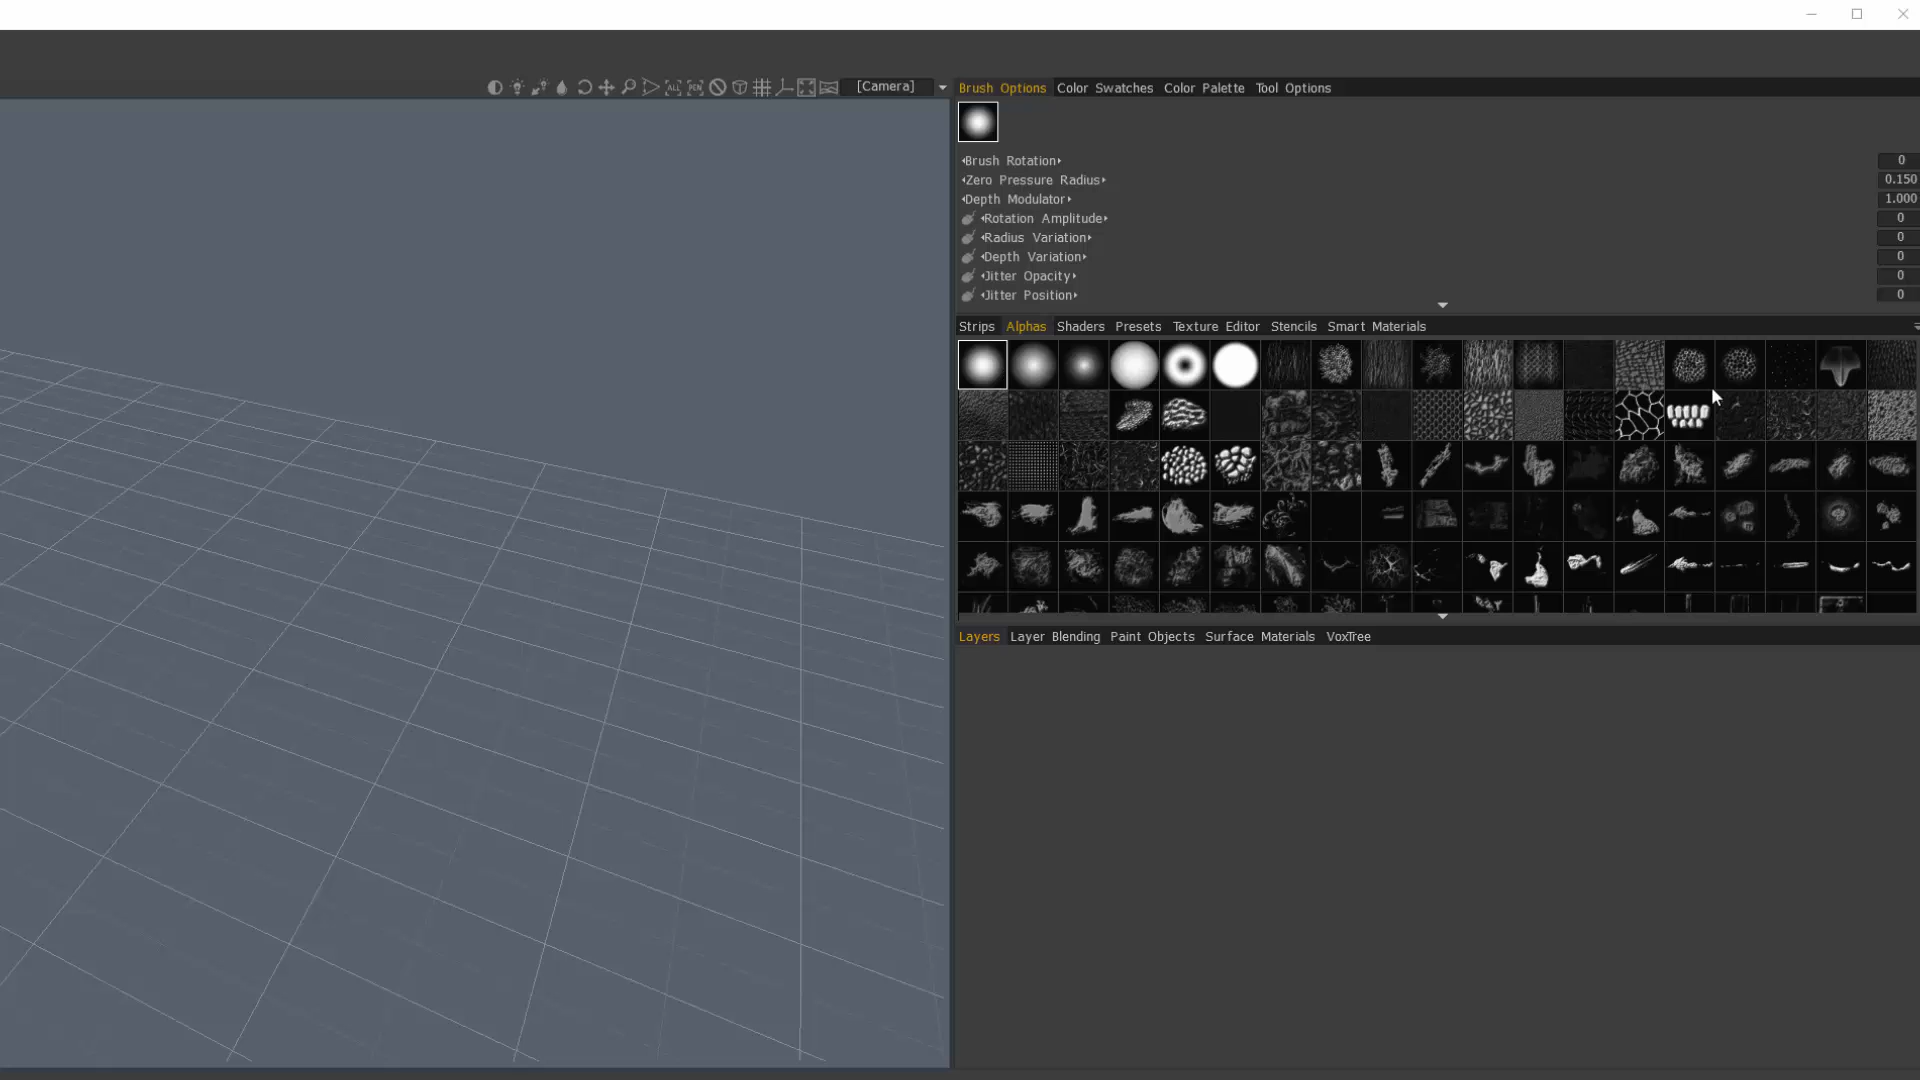 ALL PEN [Camera]
Brush Options Color Swatches Color Palette Tool Options
Brush Rotation 0
Zero Pressure Radius 0.150
Depth Modulator 1.000
Rotation Amplitude 0
Radius Variation 0
Depth Variation 0
Jitter Opacity 0
Jitter Position 0
Strips Alphas Shaders Presets Texture Editor Stencils Smart Materials
Layers Layer Blending Paint Objects Surface Materials VoxTree